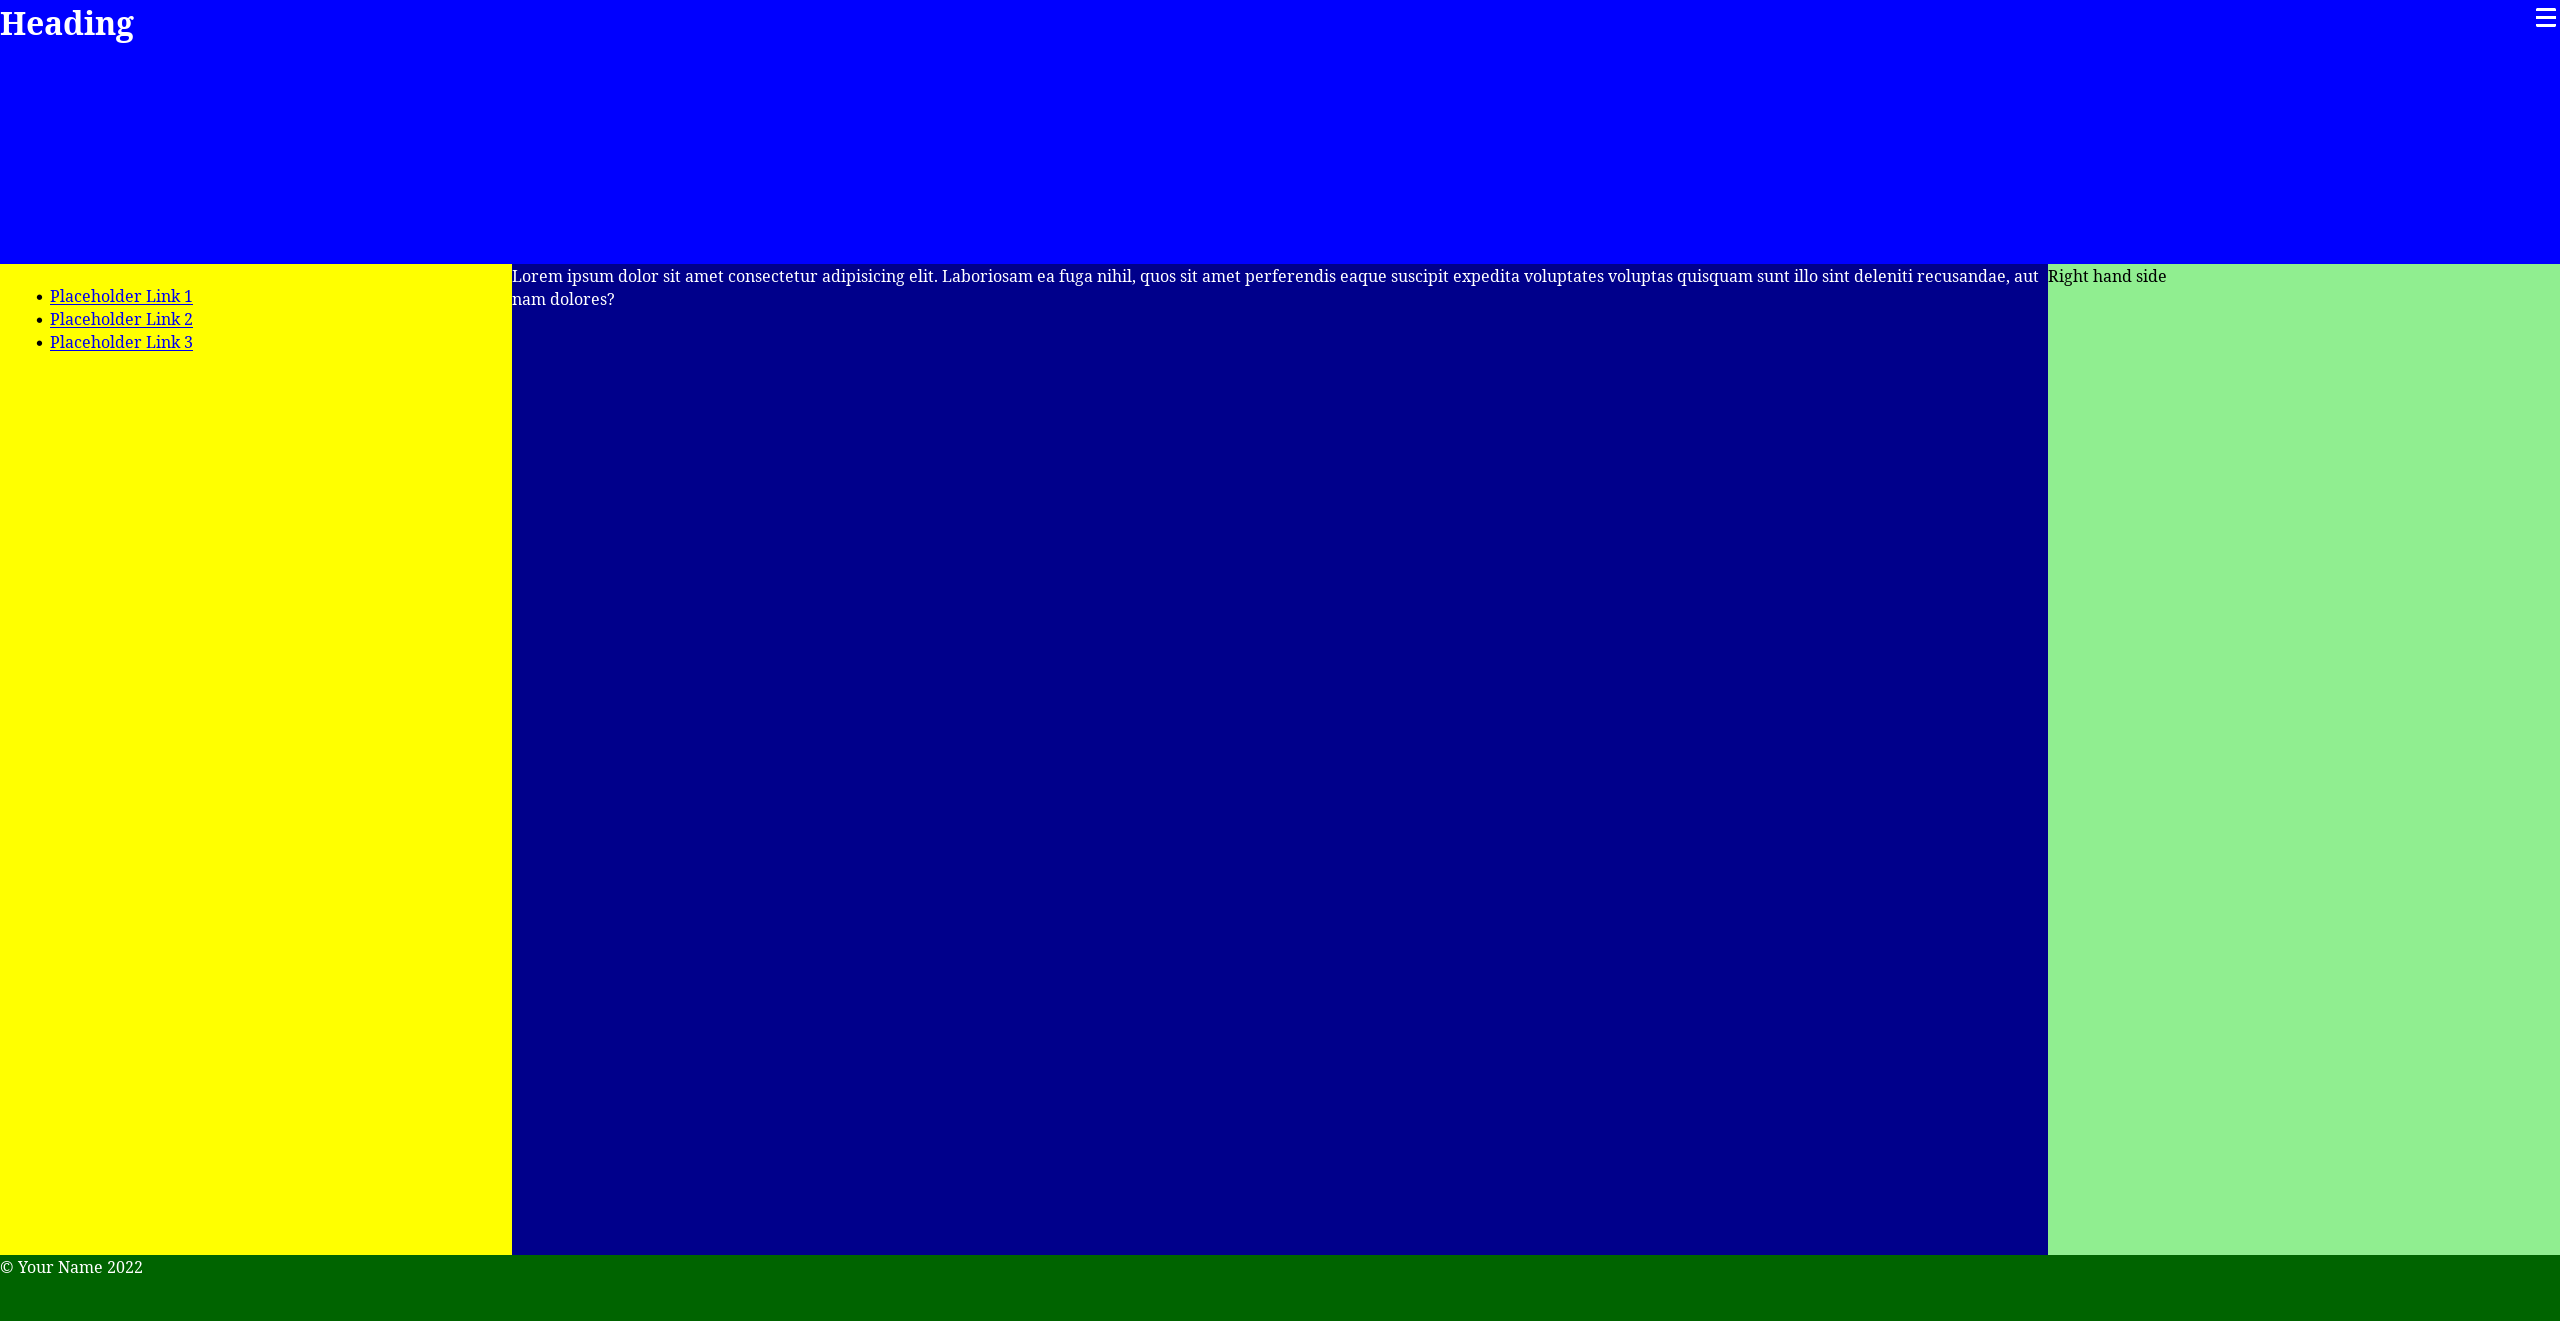 Heading
Placeholder Link 1
Placeholder Link 2
Placeholder Link 3
Lorem ipsum dolor sit amet consectetur adipisicing elit. Laboriosam ea fuga nihil, quos sit amet perferendis eaque suscipit expedita voluptates voluptas quisquam sunt illo sint deleniti recusandae, aut
nam dolores?
Right hand side
© Your Name 2022